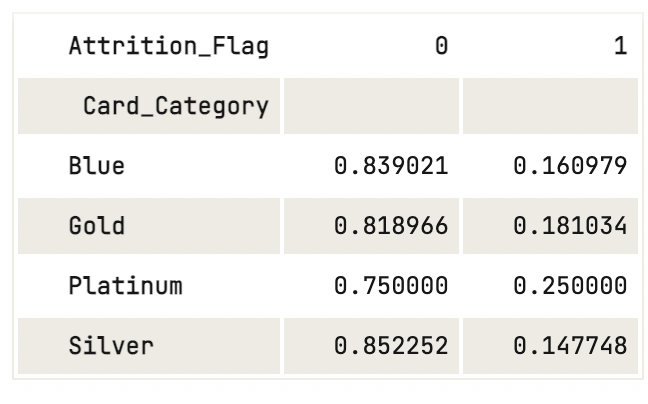 Attrition_Flag 0 1
Card_Category
Blue 0.839021 0.160979
Gold 0.818966 0.181034
Platinum 0.750000 0.250000
Silver 0.852252 0.147748